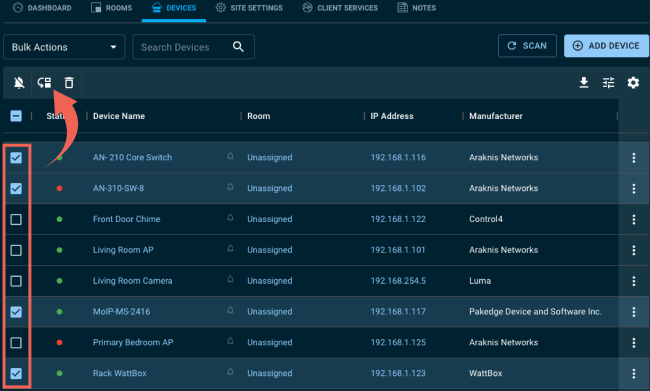 DASHBOARD ROOMS DEVICES SITE SETTINGS CLIENT SERVICES NOTES
Bulk Actions Search Devices SCAN ADD DEVICE
Device Name Room IP Address Manufacturer
AN- 210 Core Switch Unassigned 192.168.1.116 Araknis Networks
AN-310-SW-8 Unassigned 192.168.1.102 Araknis Networks
Front Door Chime Unassigned 192.168.1.122 Control4
Living Room AP Unassigned 192.168.1.101 Araknis Networks
Living Room Camera Unassigned 192.168.254.5 Luma
MoIP-MS-2416 Unassigned 192.168.1.117 Pakedge Device and Software Inc.
Primary Bedroom AP Unassigned 192.168.1.125 Araknis Networks
Rack WattBox Unassigned 192.168.1.123 WattBox